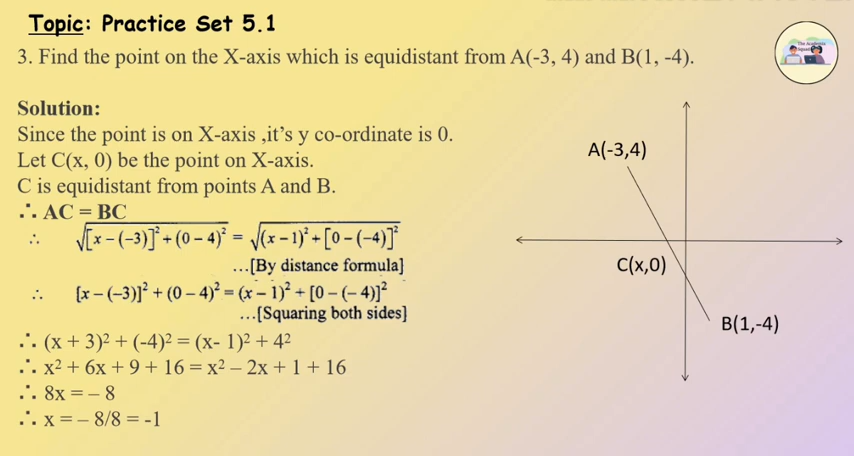 Topic: Practice Set 5.1
3. Find the point on the X-axis which is equidistant from A(-3, 4) and B(1, -4).
The Academic
Squad
Solution:
Since the point is on X-axis ,it's y co-ordinate is 0.
Let C(x, 0) be the point on X-axis.
C is equidistant from points A and B.
∴ AC = BC
∴ √[x – (–3)]² + (0 – 4)² = √(x – 1)² + [0 – (–4)]²
...[By distance formula]
∴ [x – (–3)]² + (0 – 4)² = (x – 1)² + [0 – (– 4)]²
...[Squaring both sides]
∴ (x + 3)² + (-4)² = (x- 1)² + 4²
∴ x² + 6x + 9 + 16 = x² – 2x + 1 + 16
∴ 8x = – 8
∴ x = – 8/8 = -1
A(-3,4)
C(x,0)
B(1,-4)